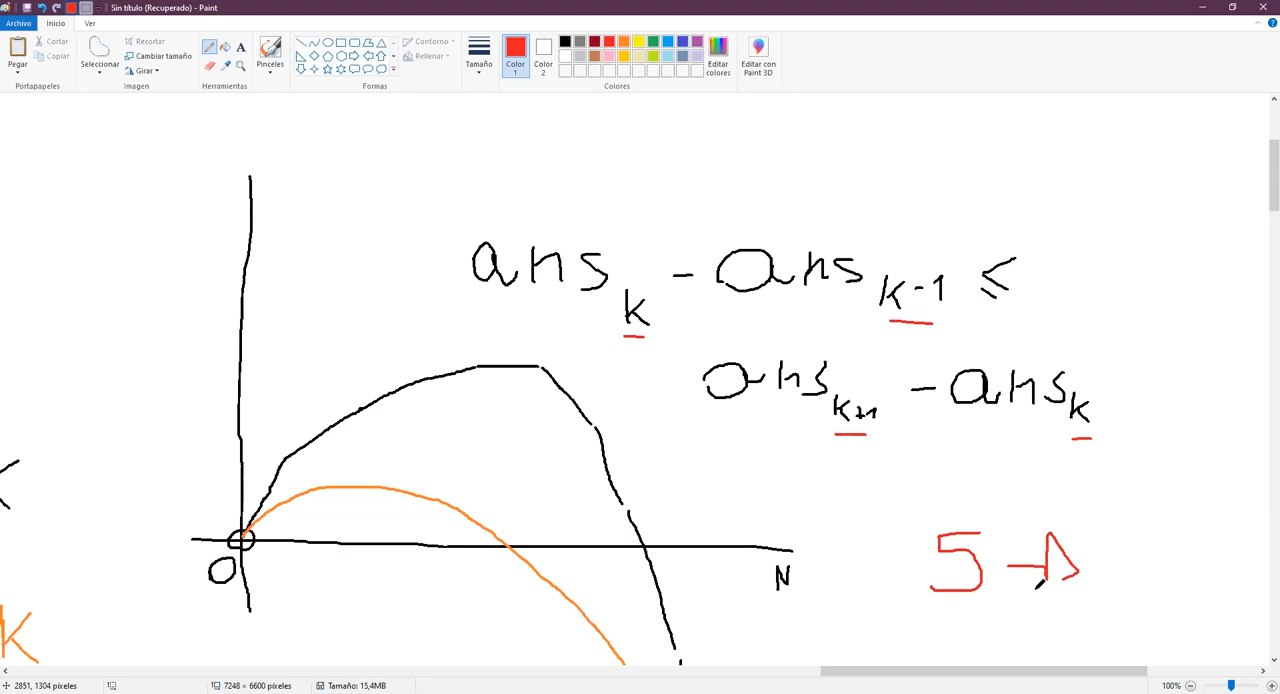 Sin título (Recuperado) - Paint
Archivo Inicio Ver
Pegar
Cortar
Copiar
Portapapeles
Seleccionar
Recortar
Cambiar tamaño
Girar
Imagen
A
Herramientas
Pinceles
Contorno
Rellenar
Formas
Tamaño
Color 1
Color 2
Editar colores
Editar con Paint 3D
Colores
ans k - ans k-1 ≤
ans k+1 - ans k
K
O
N
5 →
k
2851, 1304 píxeles
7248 × 6600 píxeles
Tamaño: 15,4MB
100%